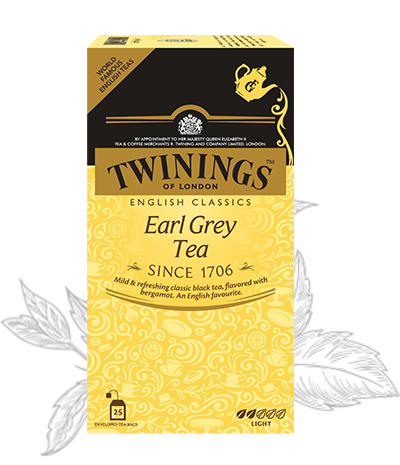 WORLD
FAMOUS
ENGLISH TEAS
BY APPOINTMENT TO HER MAJESTY QUEEN ELIZABETH II
TEA & COFFEE MERCHANTS R. TWINING AND COMPANY LIMITED, LONDON.
TWININGS™
OF LONDON
ENGLISH CLASSICS
Earl Grey
Tea
SINCE 1706
Mild & refreshing classic black tea, flavored with
bergamot. An English favourite.
25
ENVELOPED TEA BAGS
LIGHT